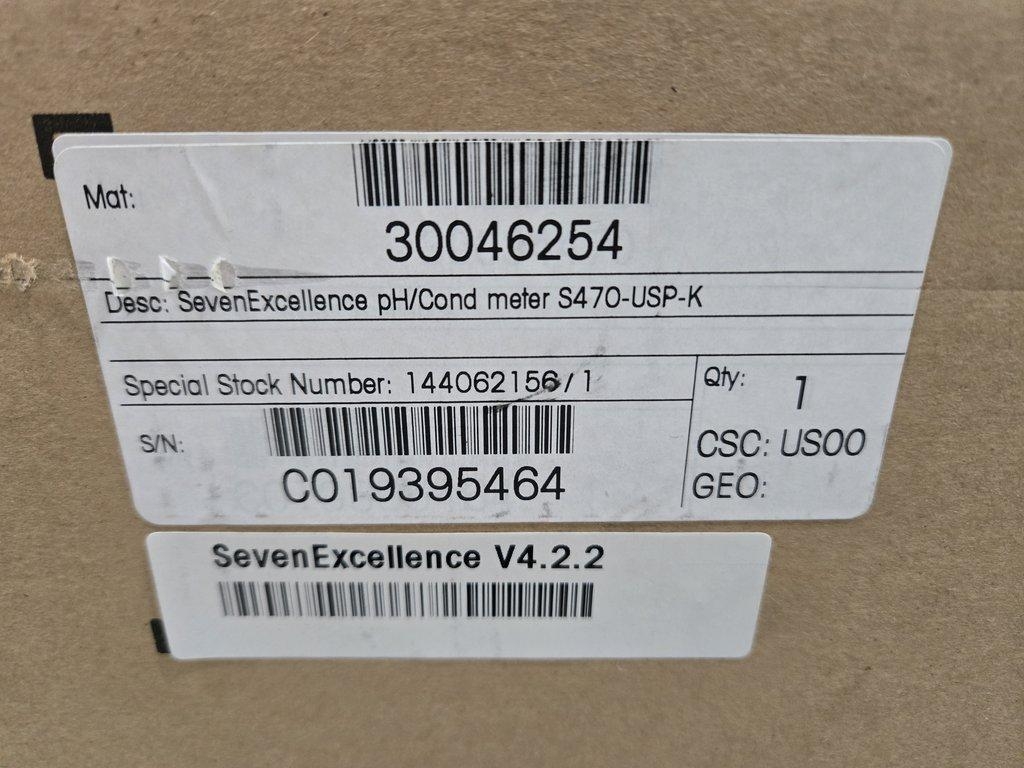 Mat:
30046254
Desc: SevenExcellence pH/Cond meter S470-USP-K
Special Stock Number: 144062156/1
Qty: 1
S/N:
C019395464
CSC: US00
GEO:
SevenExcellence V4.2.2